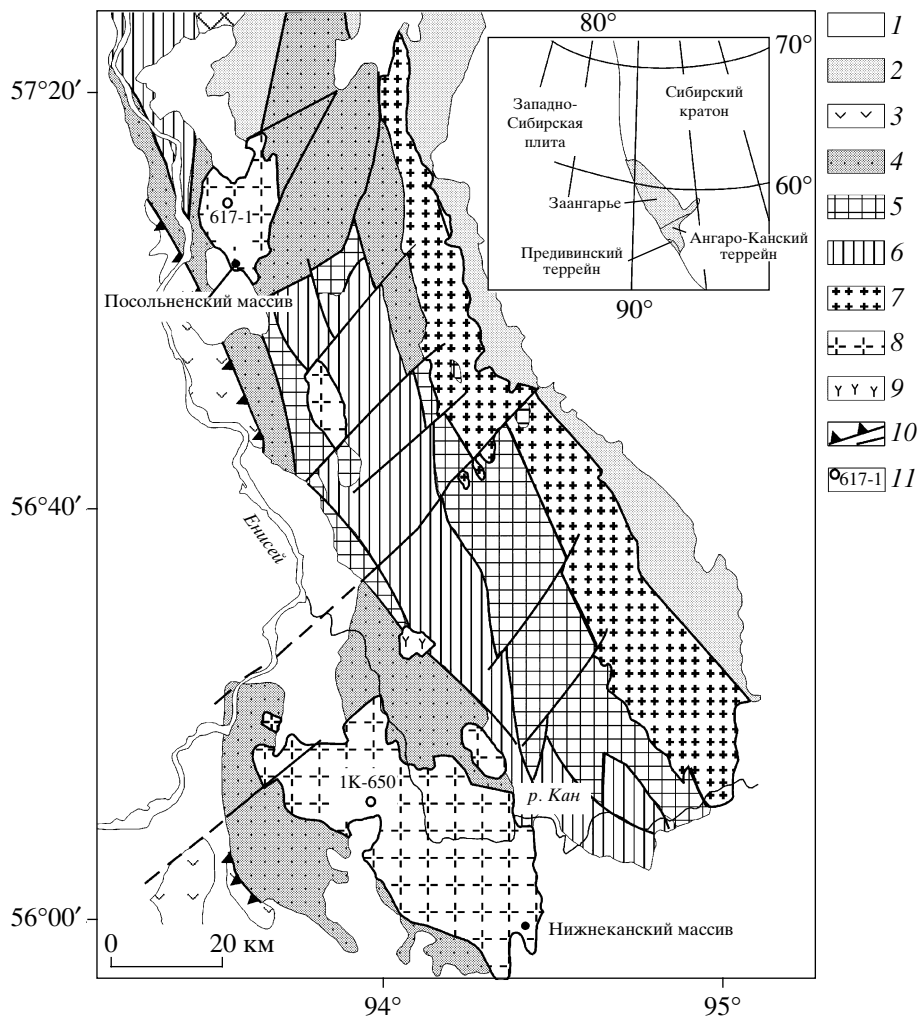 80°
70°
Западно-
Сибирская
плита
Сибирский
кратон
60°
Заангарье
Ангаро-Канский
террейн
Предивинский
террейн
90°
57°20′
617-1
Посольненский массив
56°40′
Енисей
1К-650
р. Кан
56°00′
0
20 км
Нижнеканский массив
94°
95°
1
2
3
4
5
6
7
8
9
10
617-1 11